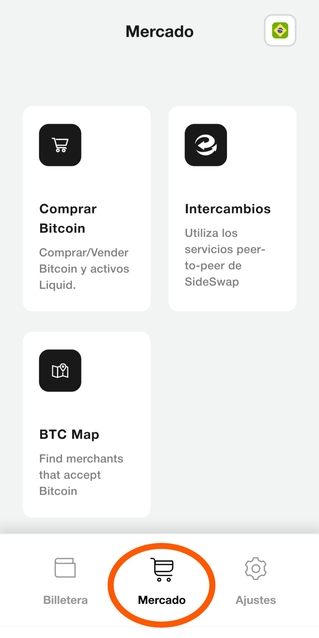 Mercado
Comprar
Bitcoin
Comprar/Vender
Bitcoin y activos
Liquid.
Intercambios
Utiliza los
servicios peer-
to-peer de
SideSwap
BTC Map
Find merchants
that accept
Bitcoin
Billetera
Mercado
Ajustes